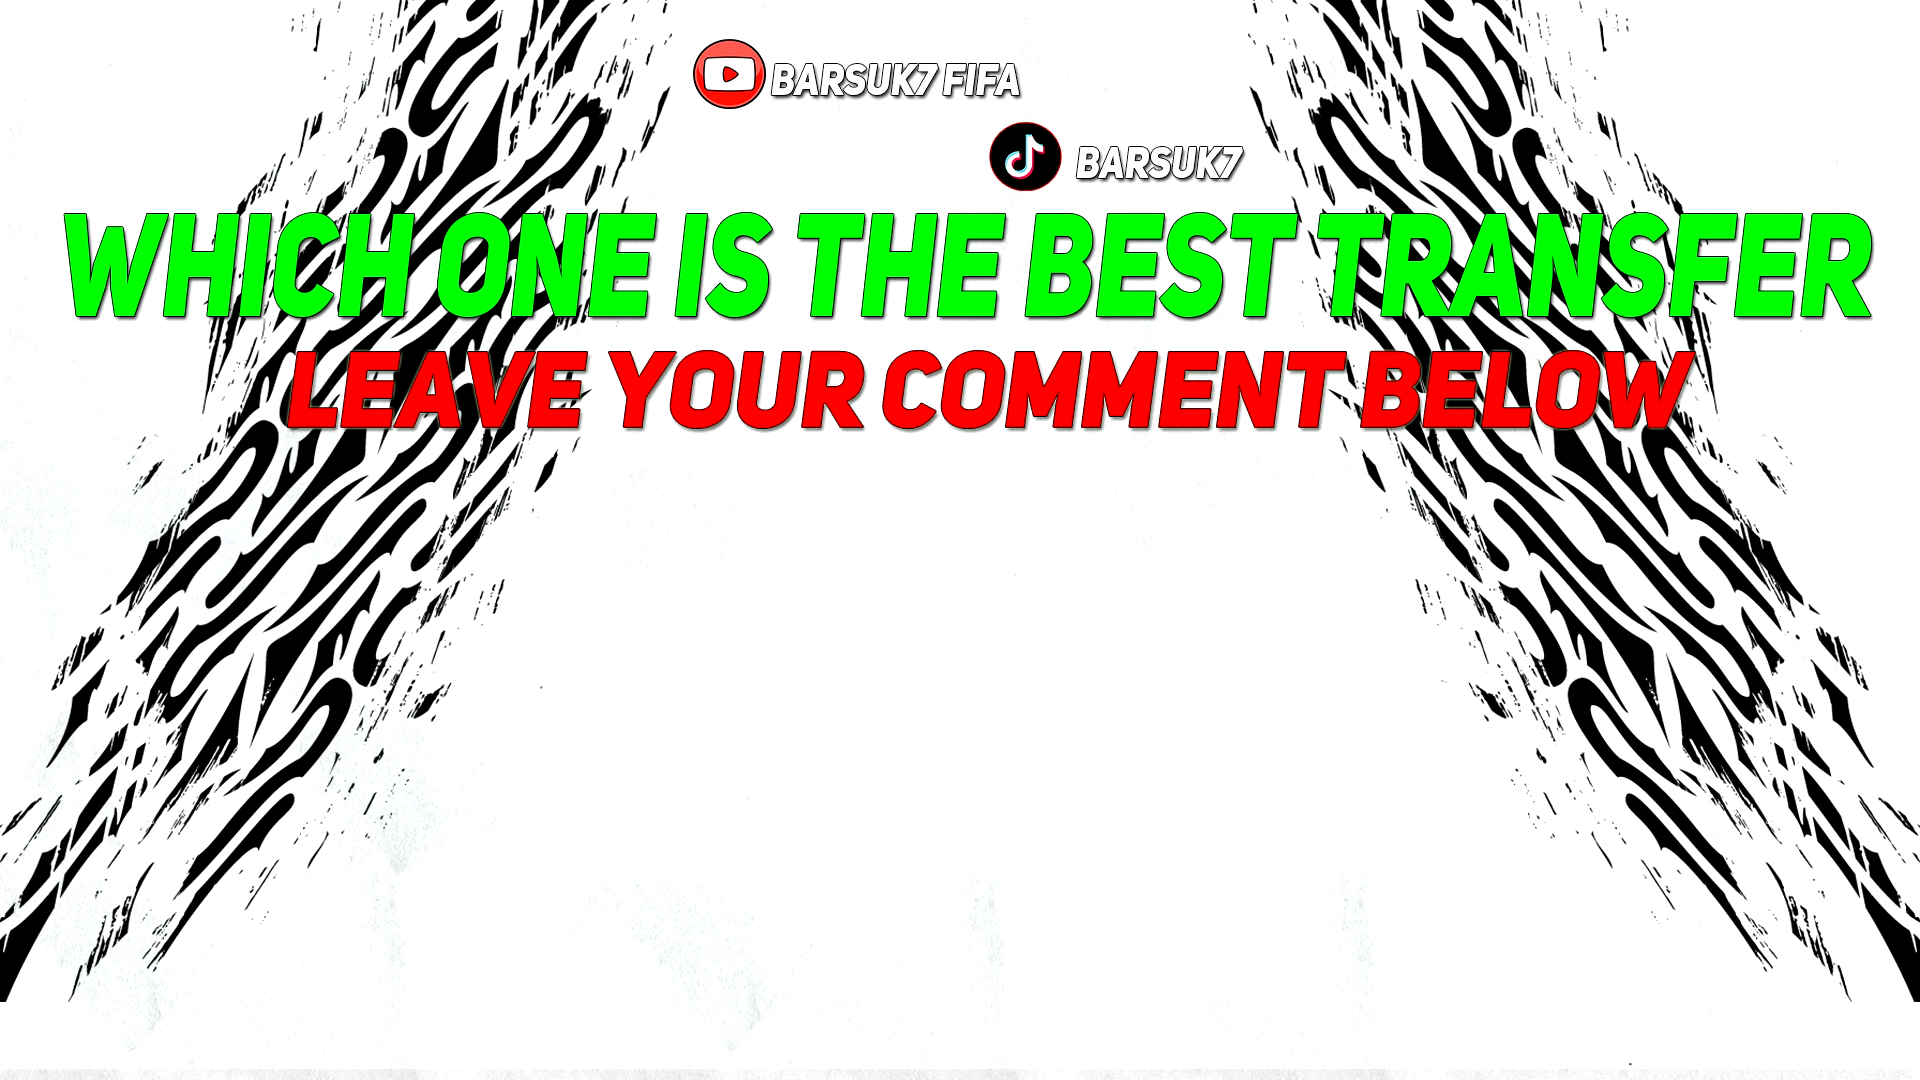 BARSUK7 FIFA
BARSUK7
WHICH ONE IS THE BEST TRANSFER
LEAVE YOUR COMMENT BELOW